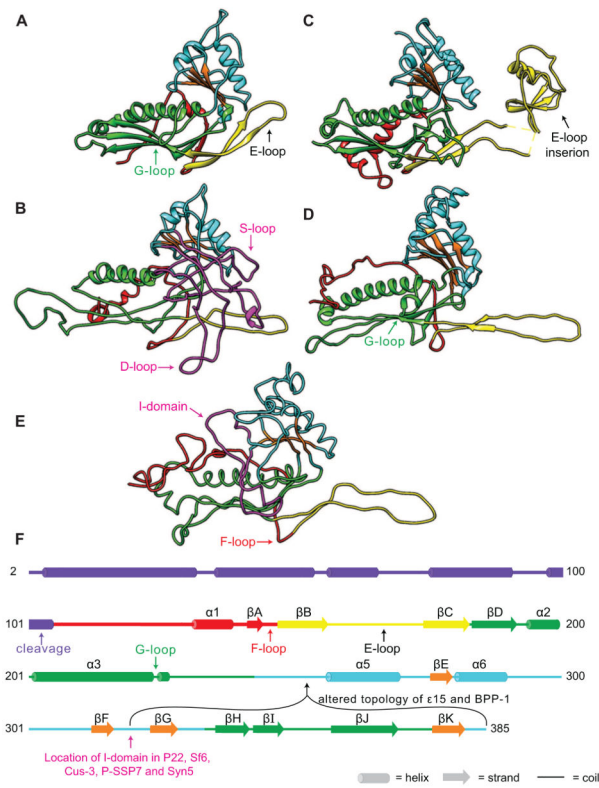 A
C
E-loop
G-loop
E-loop
inserion
B
S-loop
D
G-loop
D-loop
I-domain
E
F-loop
F
2 100
101 α1 βA βB βC βD α2 200
cleavage F-loop E-loop
α3 G-loop α5 βE α6
201 300
altered topology of ε15 and BPP-1
βF βG βH βI βJ βK
301 385
Location of I-domain in P22, Sf6,
Cus-3, P-SSP7 and Syn5
= helix = strand = coil